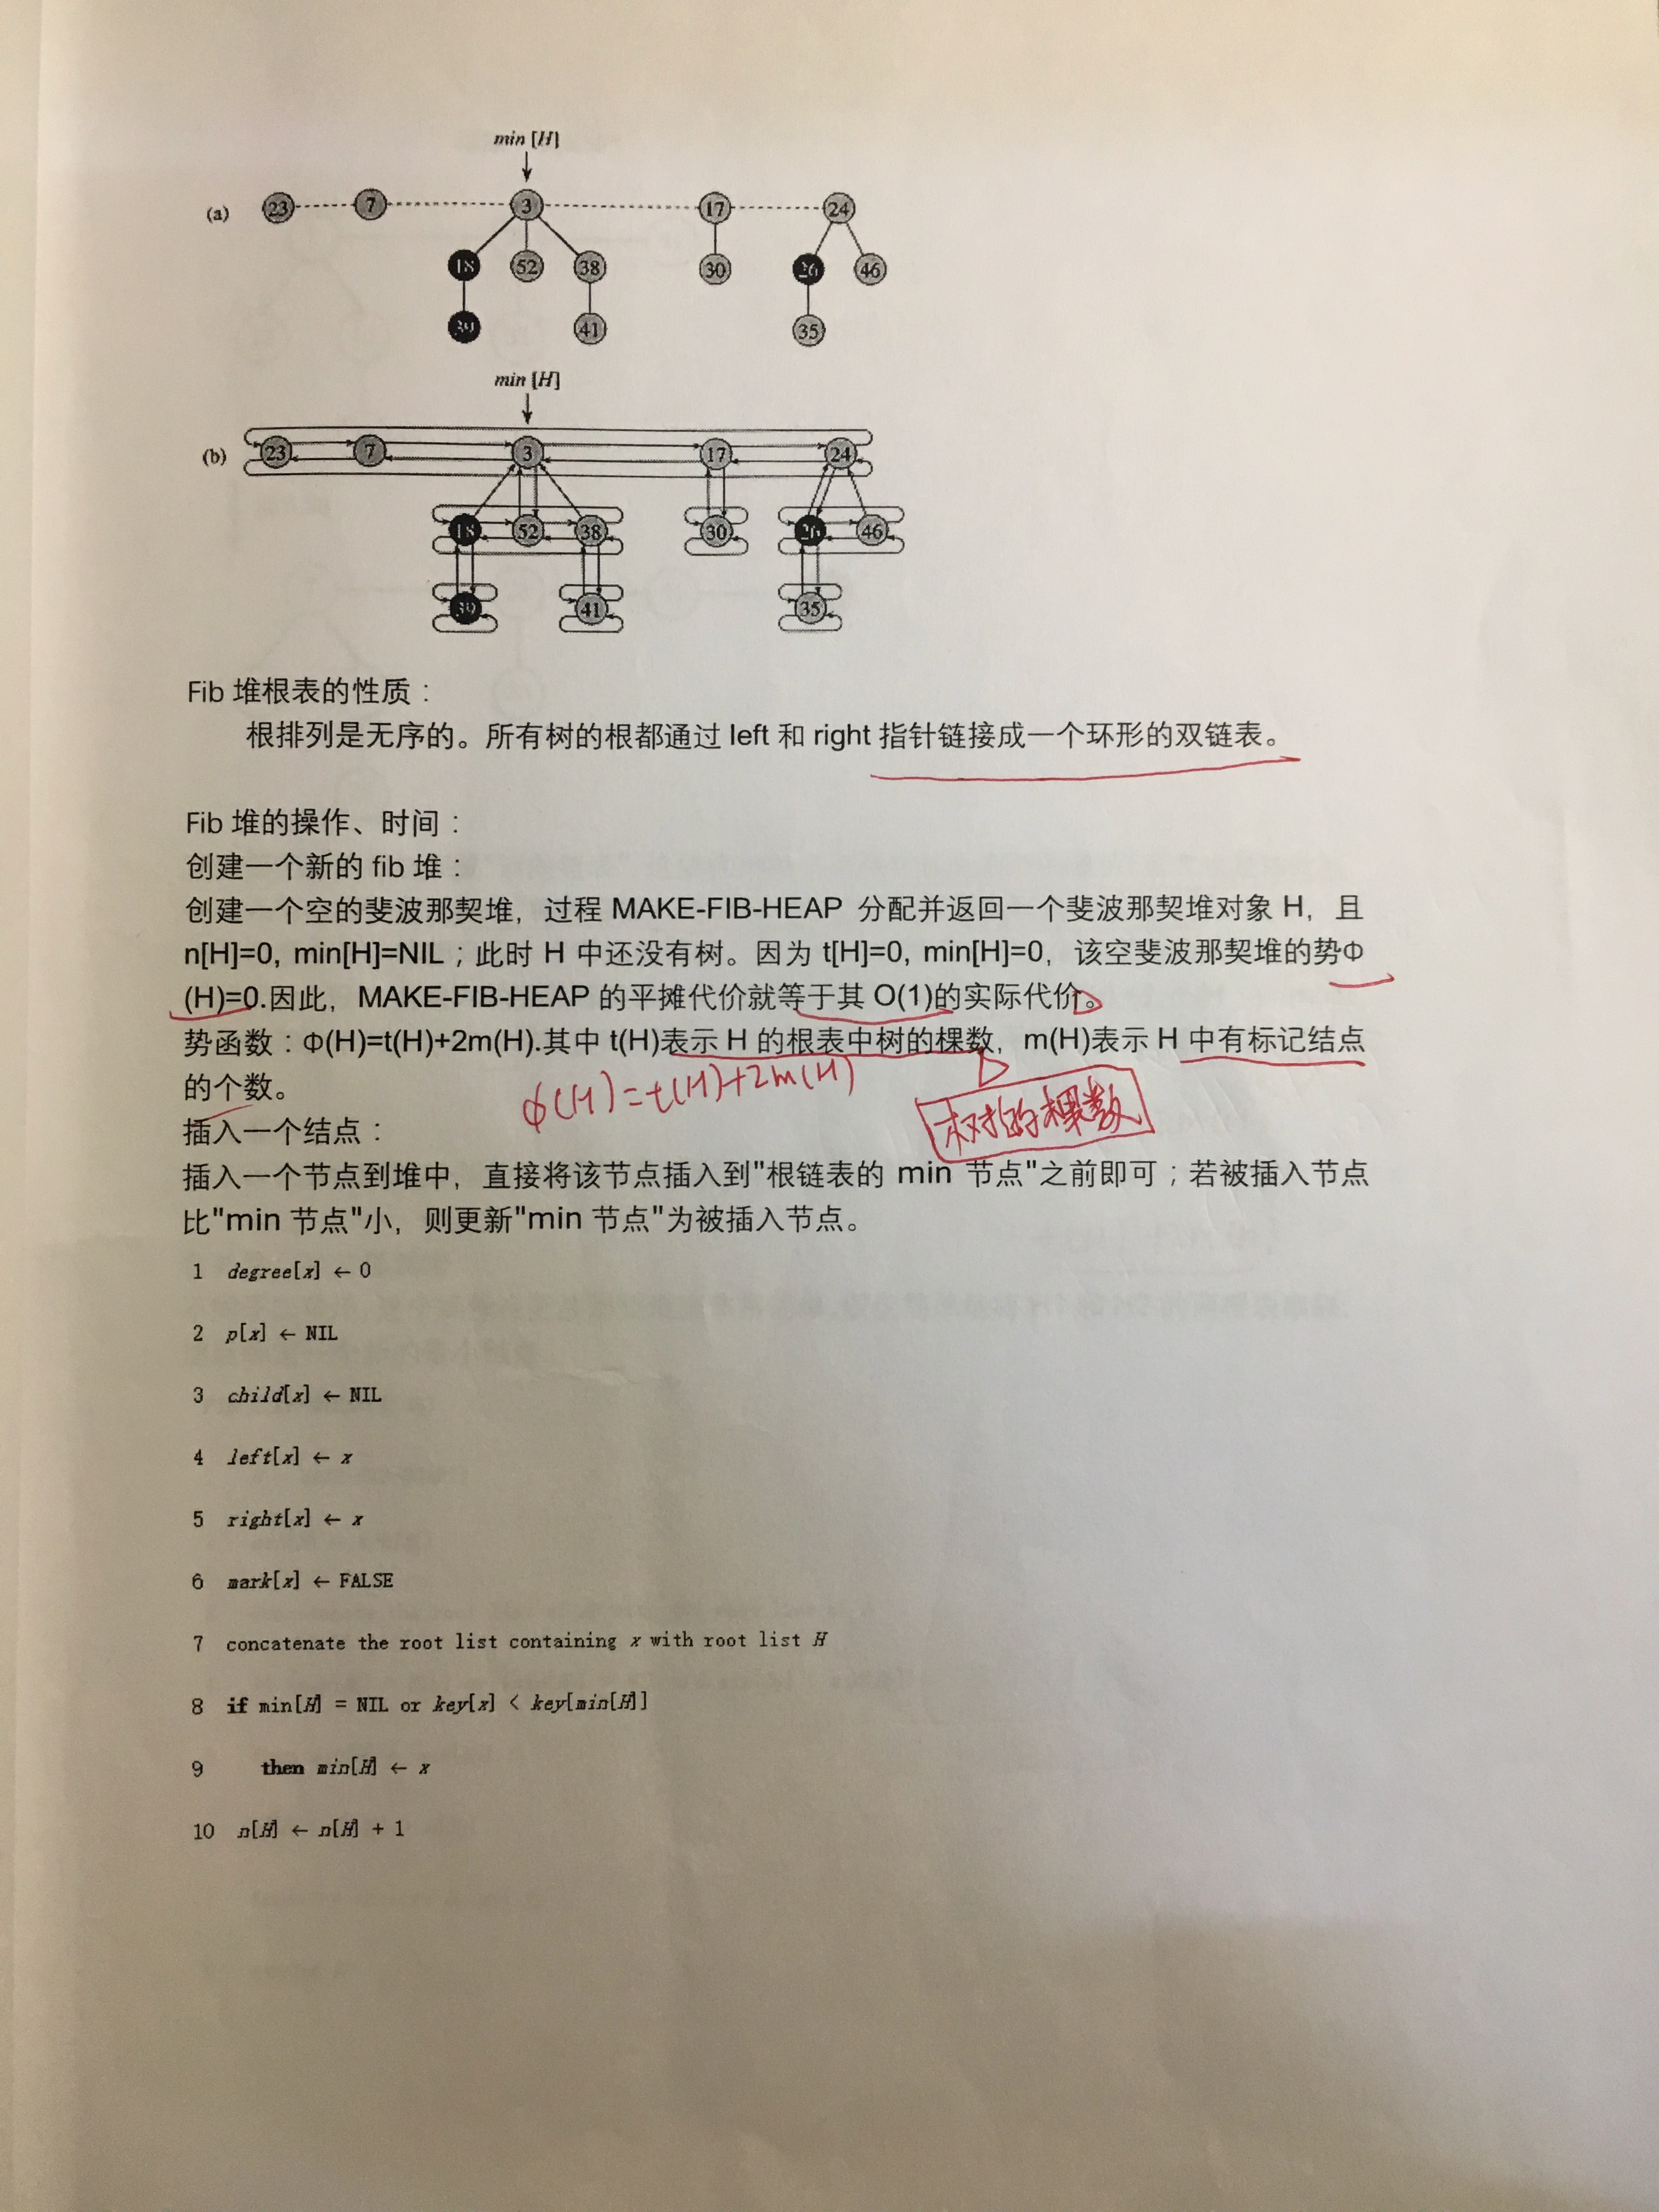 min [H]
(a) 23 7 3 17 24
18 52 38 30 26 46
39 41 35
min [H]
(b) 23 7 3 17 24
18 52 38 30 26 46
39 41 35
Fib 堆根表的性质：
根排列是无序的。所有树的根都通过 left 和 right 指针链接成一个环形的双链表。
Fib 堆的操作、时间：
创建一个新的 fib 堆：
创建一个空的斐波那契堆，过程 MAKE-FIB-HEAP 分配并返回一个斐波那契堆对象 H，且
n[H]=0, min[H]=NIL；此时 H 中还没有树。因为 t[H]=0, min[H]=0，该空斐波那契堆的势Φ
(H)=0.因此，MAKE-FIB-HEAP 的平摊代价就等于其 O(1)的实际代价。
势函数：Φ(H)=t(H)+2m(H).其中 t(H)表示 H 的根表中树的棵数，m(H)表示 H 中有标记结点
的个数。
ϕ(H)=t(H)+2m(H)
树的棵数
插入一个结点：
插入一个节点到堆中，直接将该节点插入到"根链表的 min 节点"之前即可；若被插入节点
比"min 节点"小，则更新"min 节点"为被插入节点。
1 degree[x] ← 0
2 p[x] ← NIL
3 child[x] ← NIL
4 left[x] ← x
5 right[x] ← x
6 mark[x] ← FALSE
7 concatenate the root list containing x with root list H
8 if min[H] = NIL or key[x] < key[min[H]]
9 then min[H] ← x
10 n[H] ← n[H] + 1